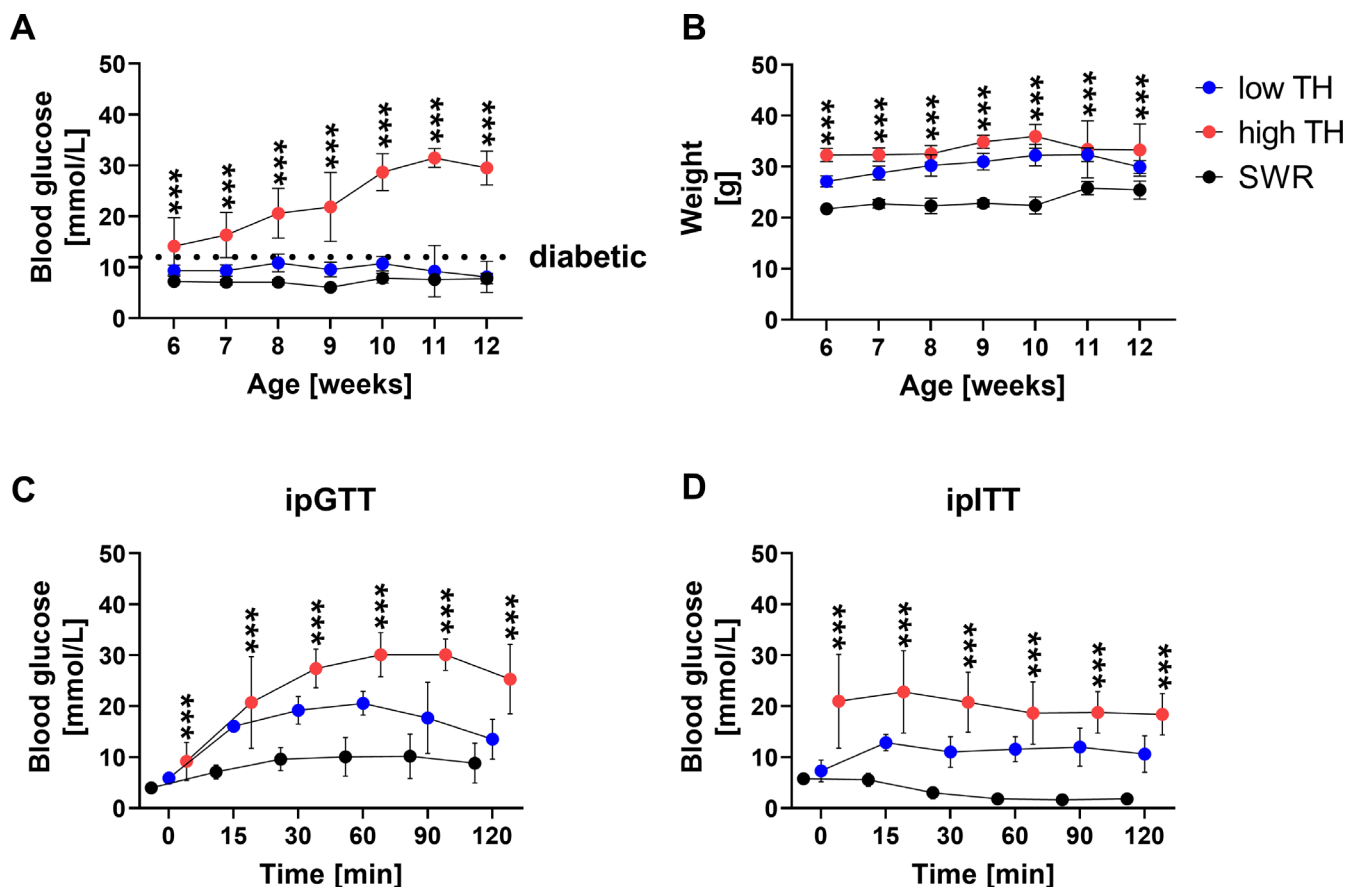 A
Blood glucose
[mmol/L]
50
40
30
20
10
0
*** *** *** *** *** *** ***
diabetic
6 7 8 9 10 11 12
Age [weeks]
B
Weight
[g]
50
40
30
20
10
0
*** *** *** *** *** *** ***
6 7 8 9 10 11 12
Age [weeks]
low TH
high TH
SWR
C
ipGTT
Blood glucose
[mmol/L]
50
40
30
20
10
0
*** *** *** *** *** ***
0 15 30 60 90 120
Time [min]
D
ipITT
Blood glucose
[mmol/L]
50
40
30
20
10
0
*** *** *** *** *** ***
0 15 30 60 90 120
Time [min]